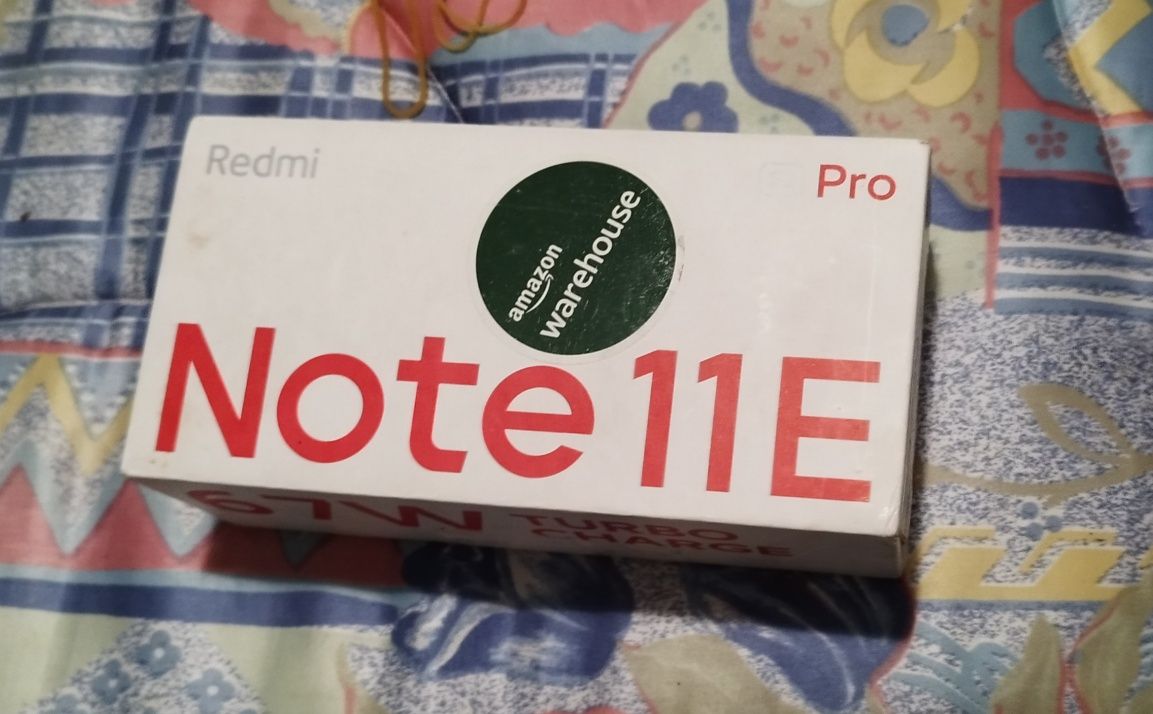 Redmi
Pro
amazon
warehouse
Note 11E
67W TURBO
CHARGE